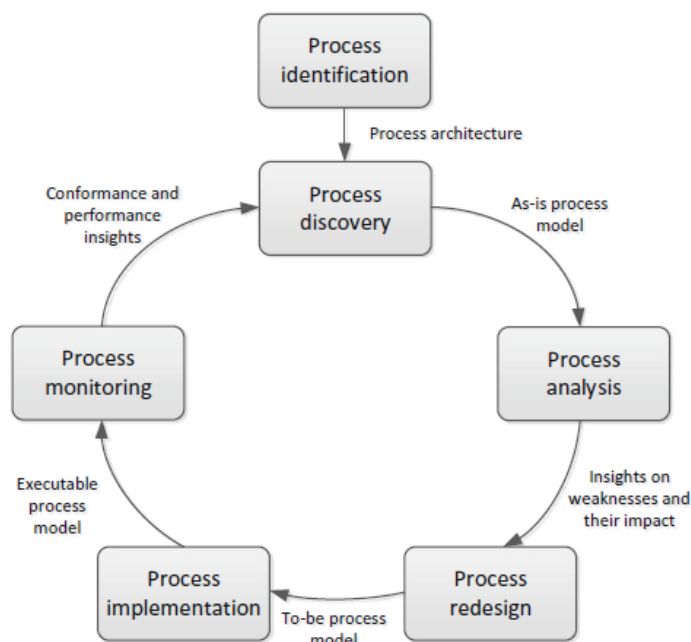 Process
identification
Process architecture
Process
discovery
As-is process
model
Process
analysis
Insights on
weaknesses and
their impact
Process
redesign
To-be process
model
Process
implementation
Executable
process
model
Process
monitoring
Conformance and
performance
insights